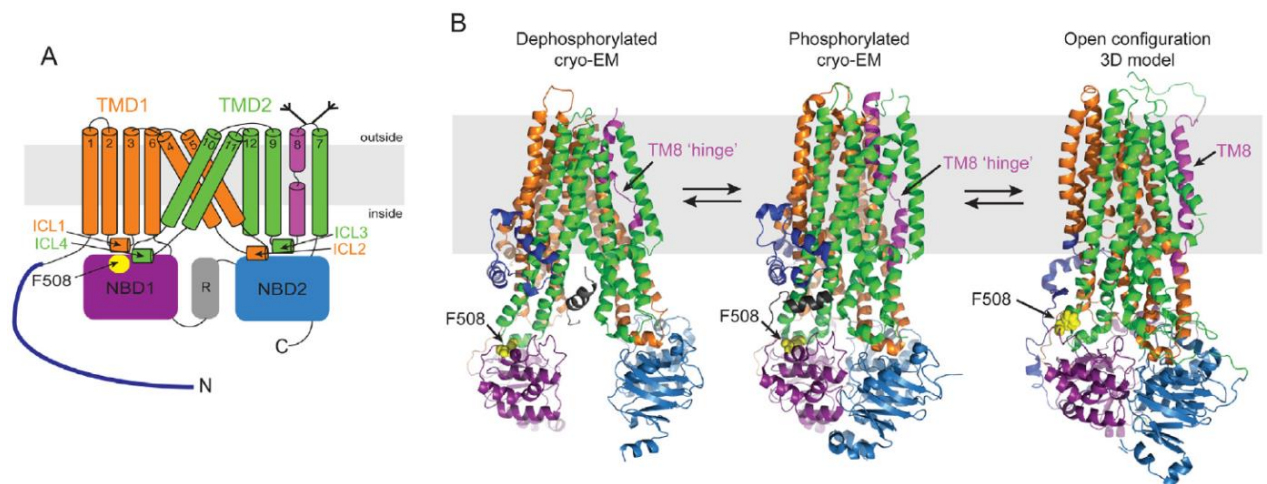 A
TMD1
TMD2
1
2
3
6
4
5
10
11
12
9
8
7
outside
inside
ICL1
ICL4
ICL3
ICL2
F508
NBD1
R
NBD2
C
N
B
Dephosphorylated
cryo-EM
Phosphorylated
cryo-EM
Open configuration
3D model
TM8 ‘hinge’
TM8 ‘hinge’
TM8
F508
F508
F508